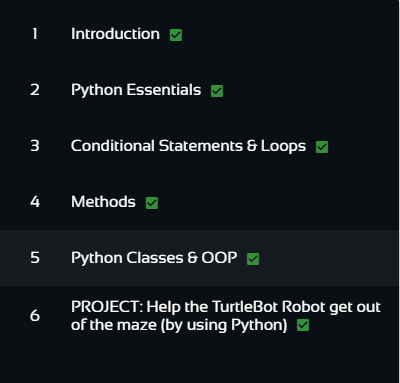 1 Introduction
2 Python Essentials
3 Conditional Statements & Loops
4 Methods
5 Python Classes & OOP
6 PROJECT: Help the TurtleBot Robot get out
of the maze (by using Python)